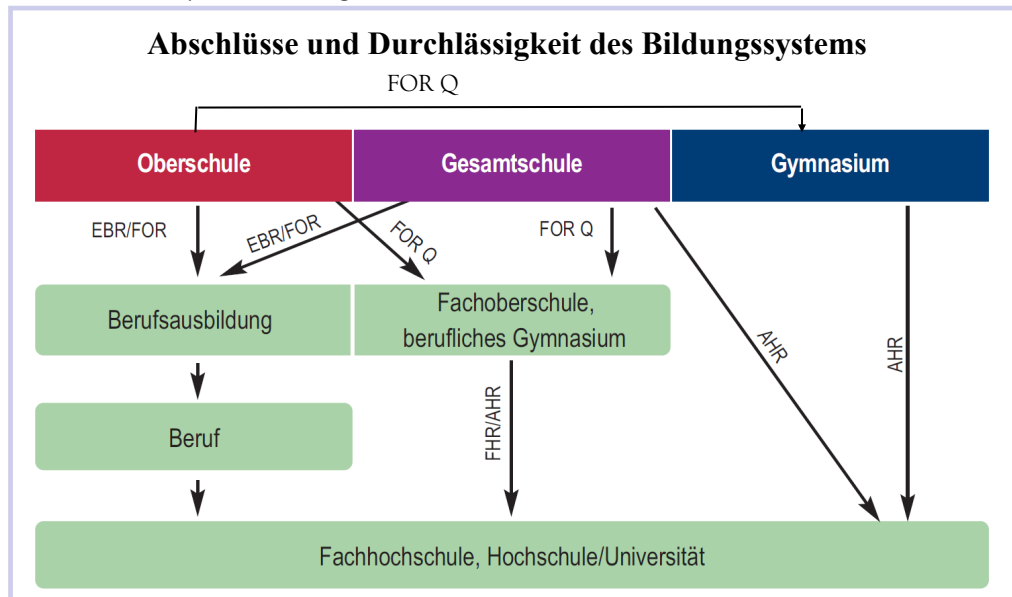 Abschlüsse und Durchlässigkeit des Bildungssystems
FOR Q
Oberschule
Gesamtschule
Gymnasium
EBR/FOR
EBR/FOR
FOR Q
FOR Q
AHR
AHR
Berufsausbildung
Fachoberschule,
berufliches Gymnasium
FHR/AHR
Beruf
Fachhochschule, Hochschule/Universität